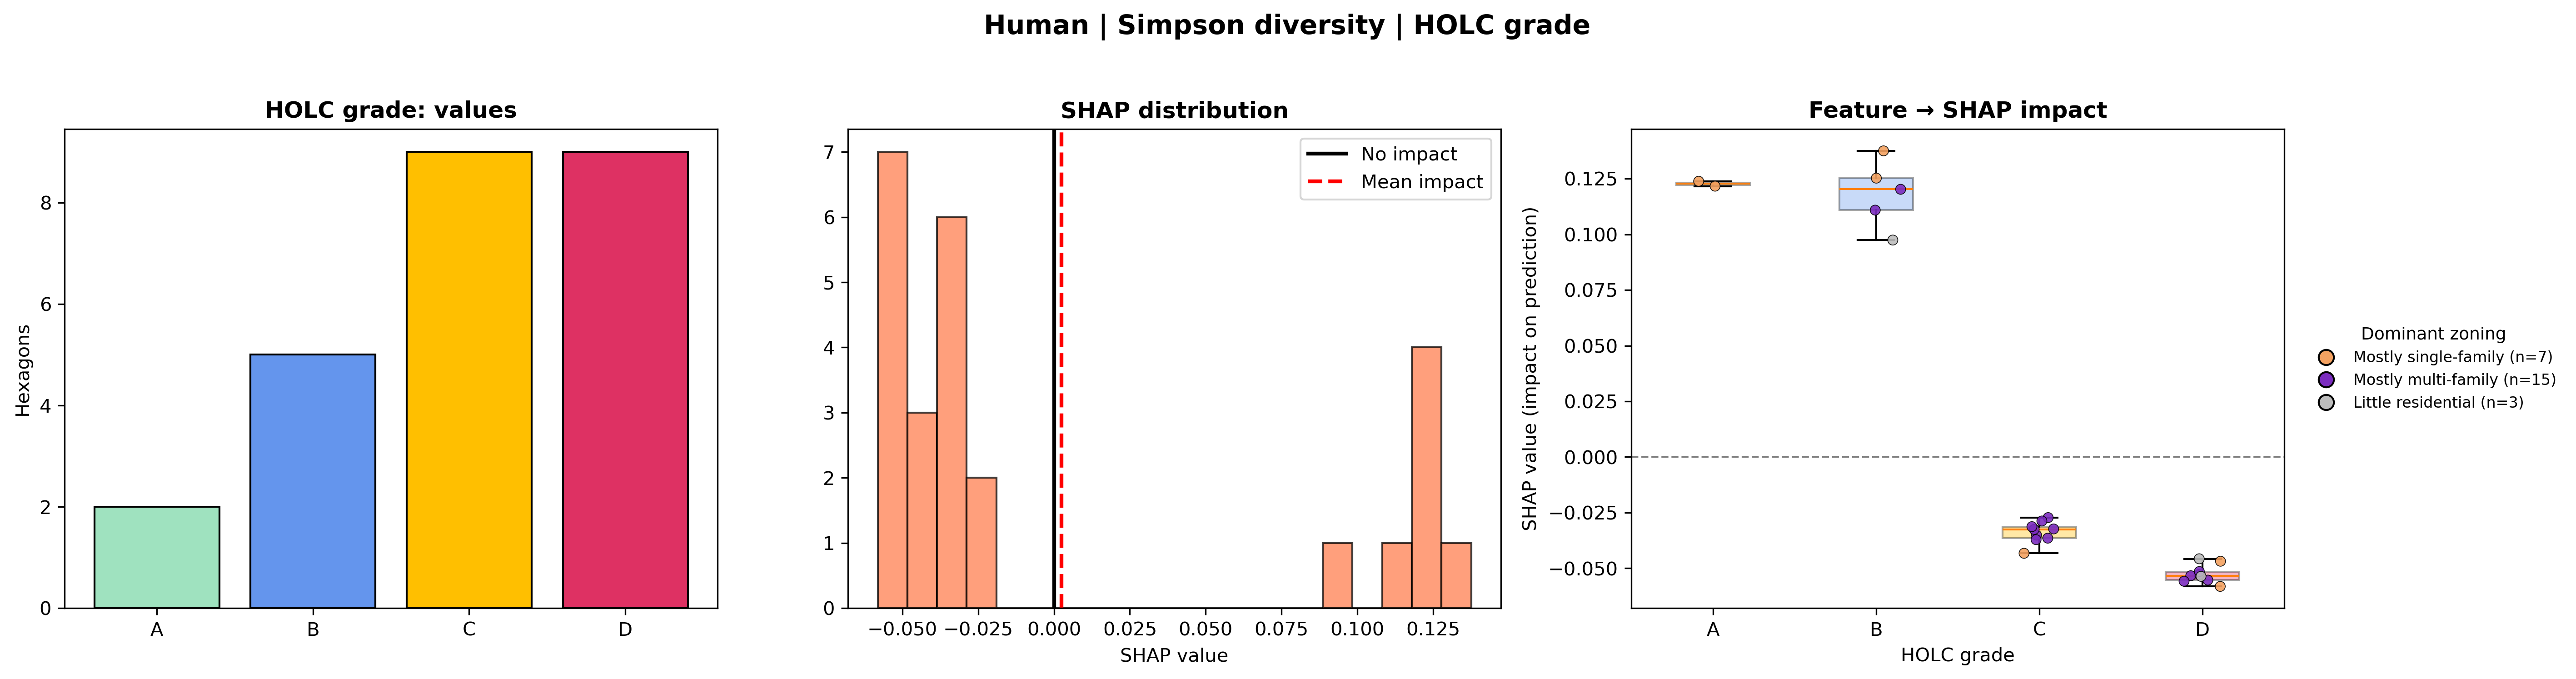 Human | Simpson diversity | HOLC grade
HOLC grade: values
Hexagons
8
6
4
2
0
A B C D
SHAP distribution
No impact
Mean impact
7
6
5
4
3
2
1
0
−0.050 −0.025 0.000 0.025 0.050 0.075 0.100 0.125
SHAP value
Feature → SHAP impact
SHAP value (impact on prediction)
0.125
0.100
0.075
0.050
0.025
0.000
−0.025
−0.050
A B C D
HOLC grade
Dominant zoning
Mostly single-family (n=7)
Mostly multi-family (n=15)
Little residential (n=3)